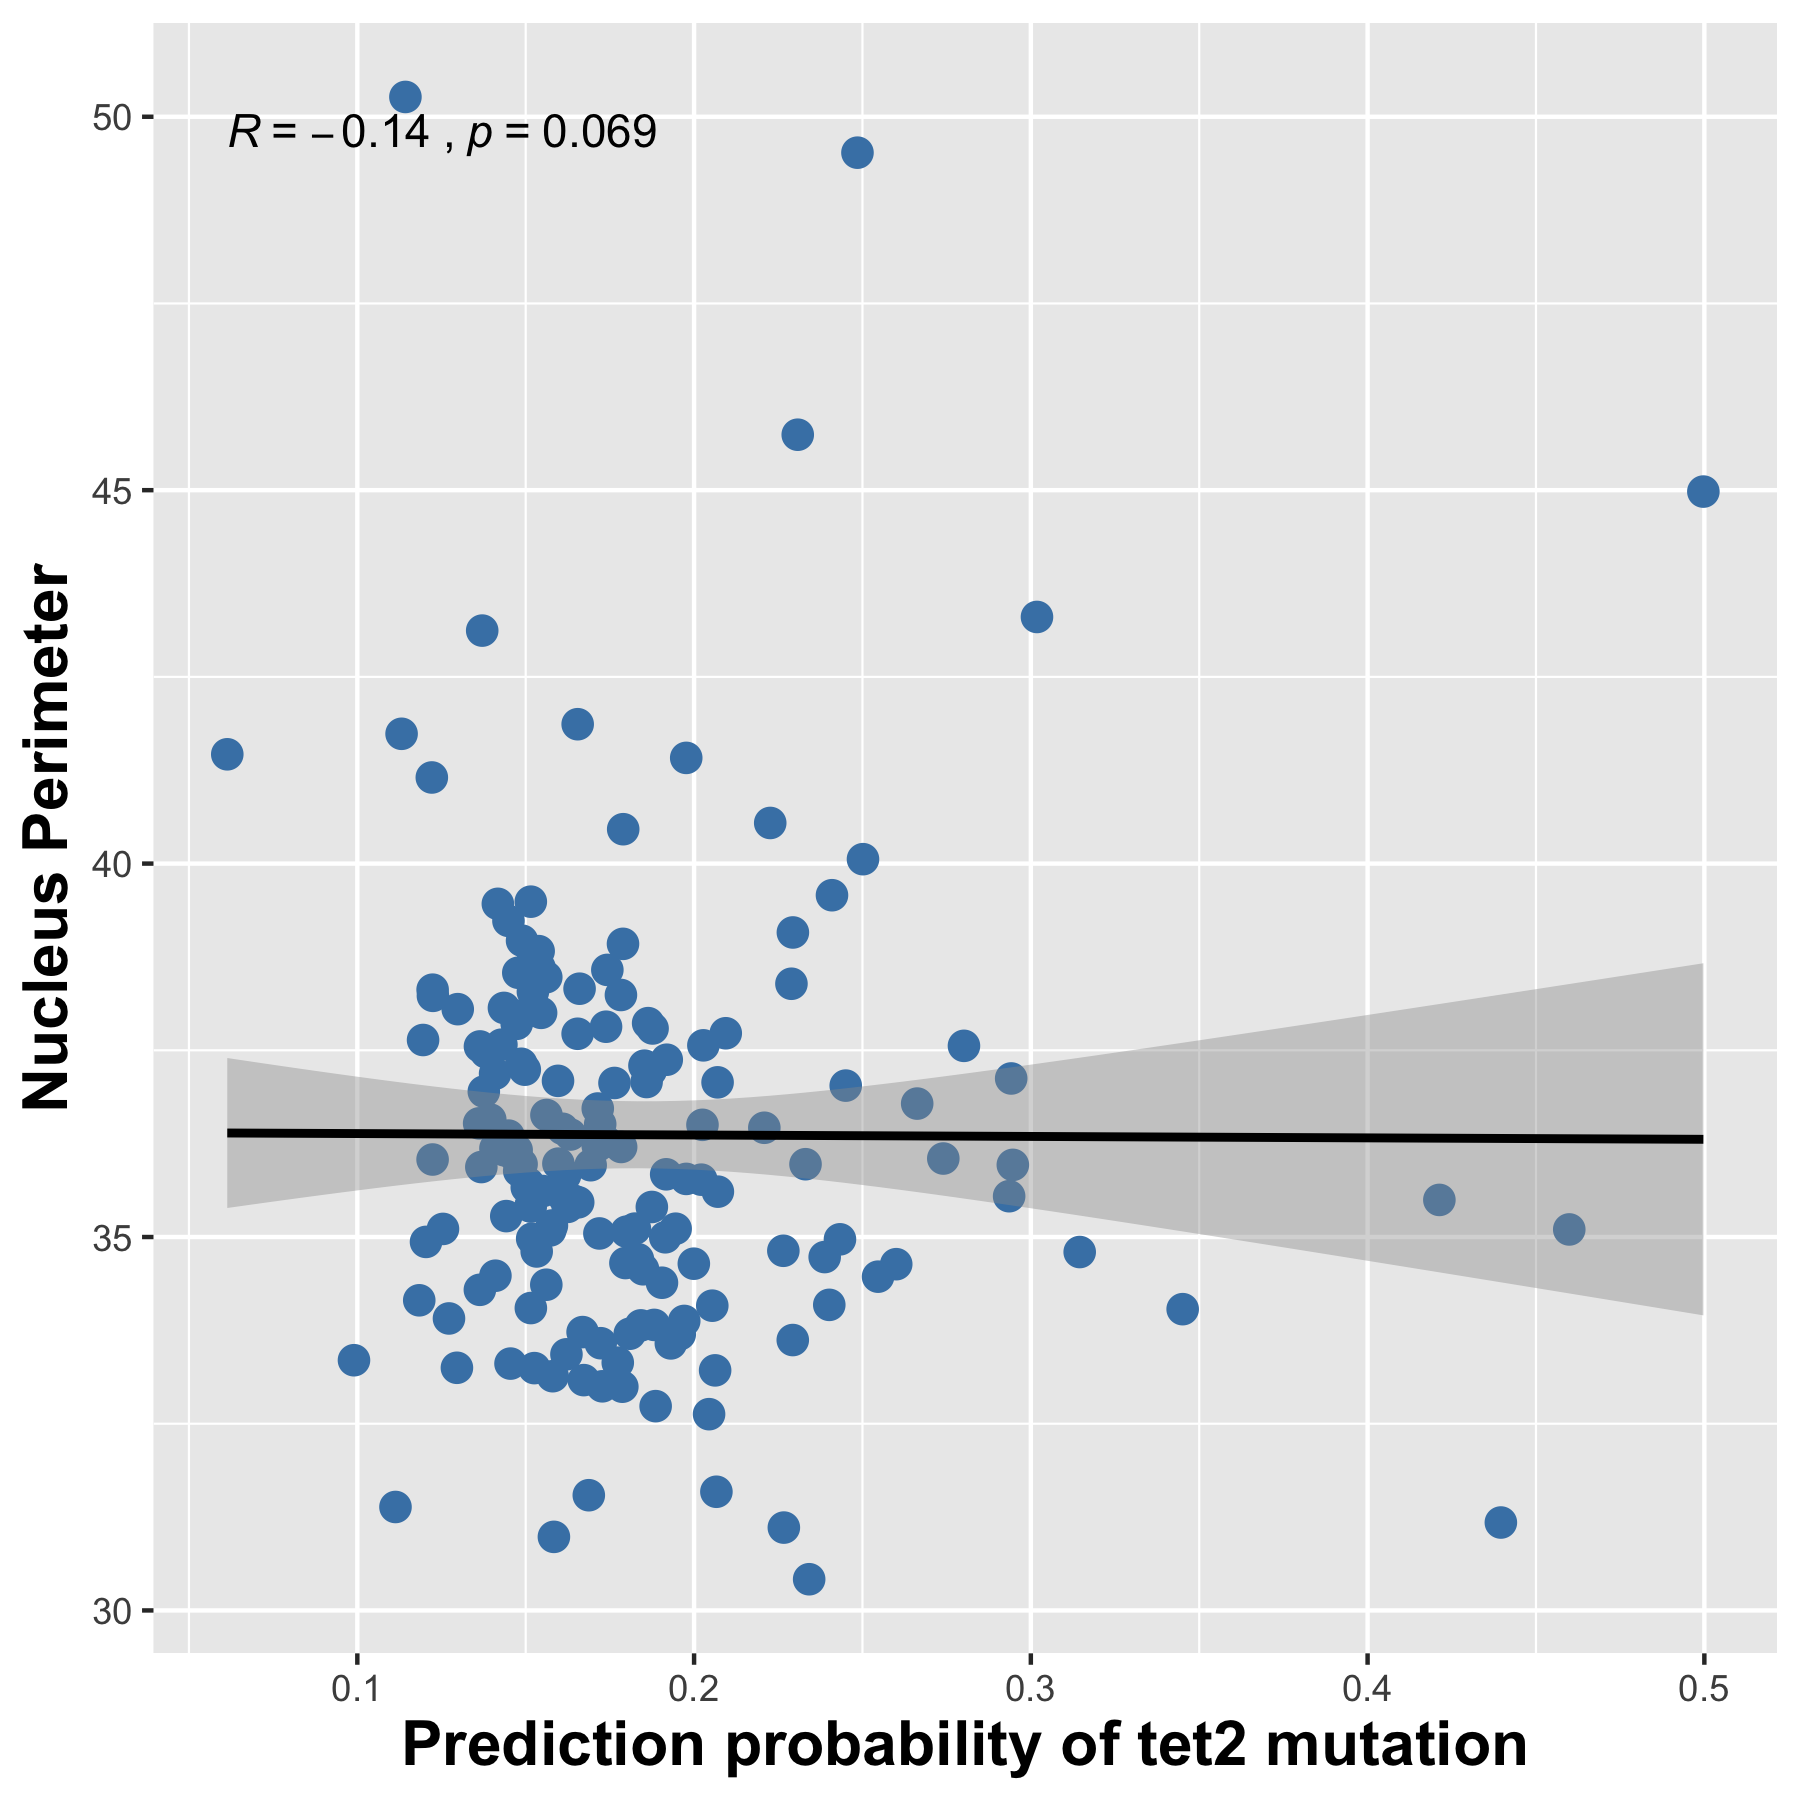 R = −0.14 , p = 0.069
50
45
40
35
30
Nucleus Perimeter
0.1 0.2 0.3 0.4 0.5
Prediction probability of tet2 mutation